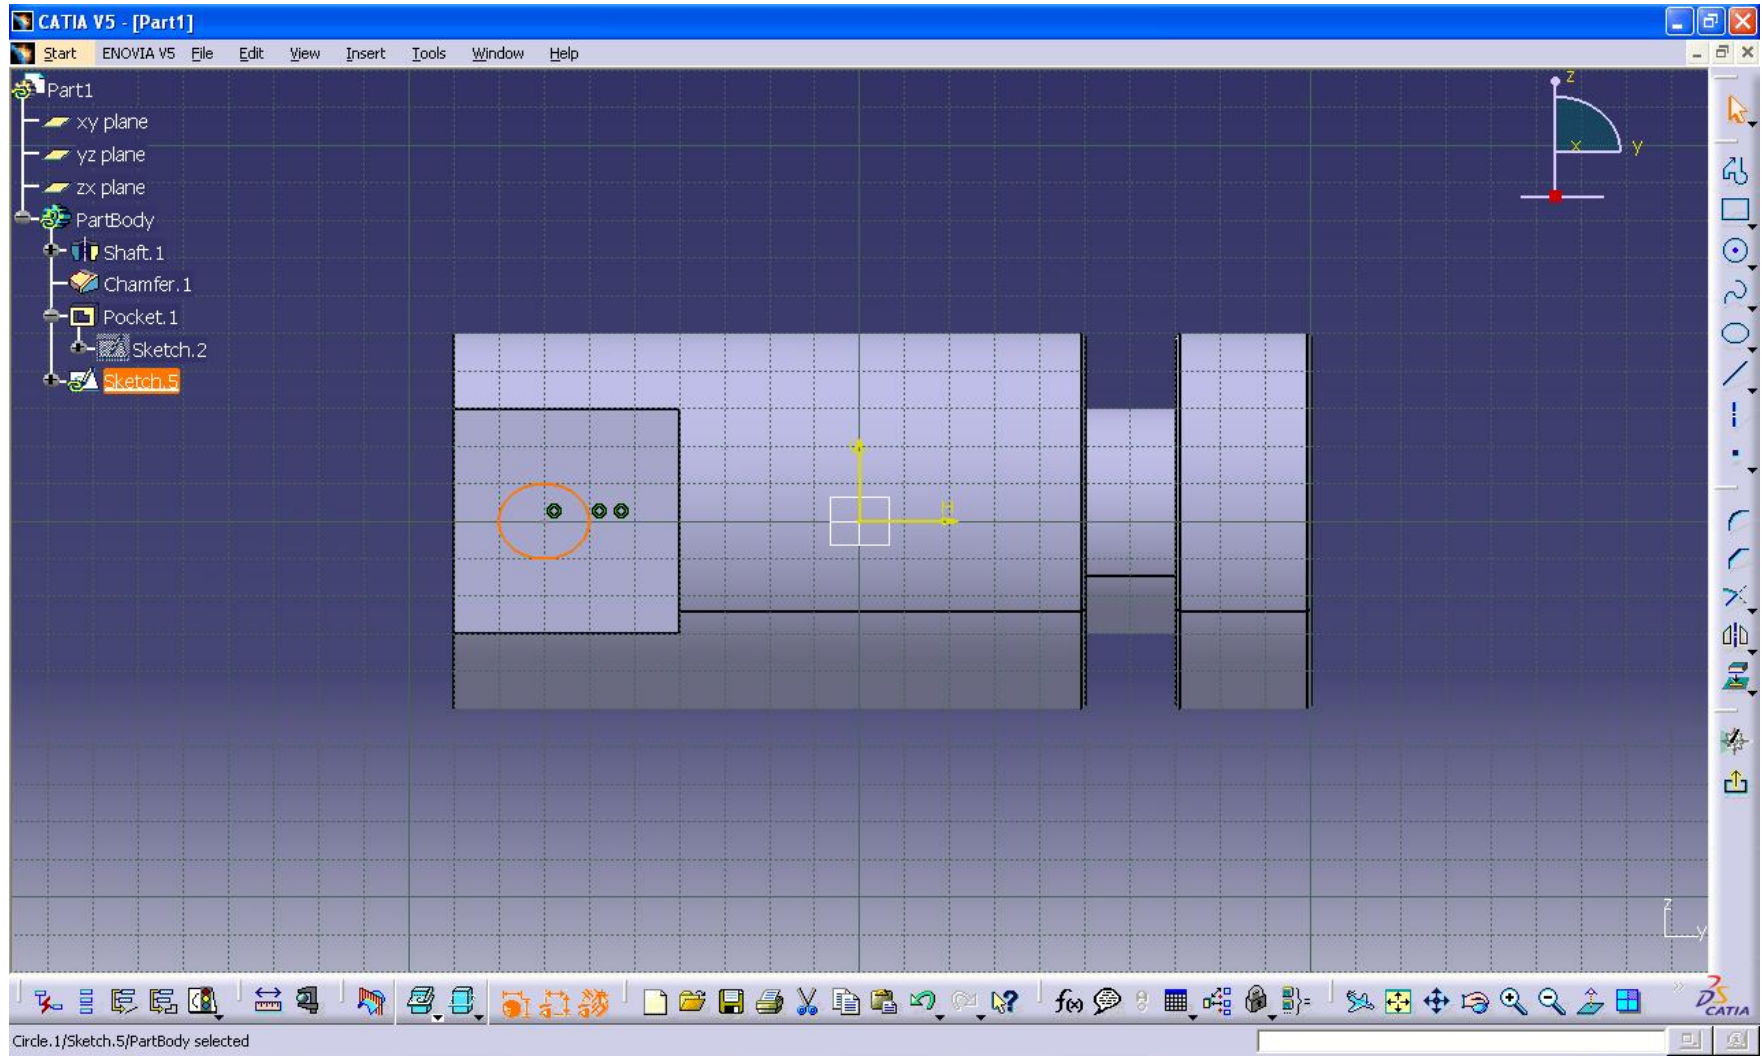 CATIA V5 - [Part1]
Start ENOVIA V5 File Edit View Insert Tools Window Help
Part1
xy plane
yz plane
zx plane
PartBody
Shaft.1
Chamfer.1
Pocket.1
Sketch.2
Sketch.5
z
x
y
H
z
y
f(x)
CATIA
Circle.1/Sketch.5/PartBody selected